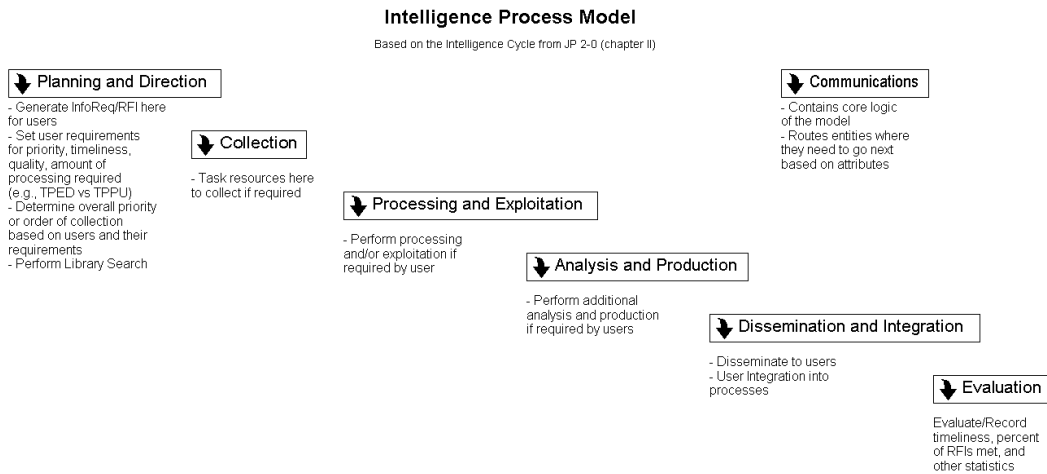 Intelligence Process Model
Based on the Intelligence Cycle from JP 2-0 (chapter II)
Planning and Direction
- Generate InfoReq/RFI here
for users
- Set user requirements
for priority, timeliness,
quality, amount of
processing required
(e.g., TPED vs TPPU)
- Determine overall priority
or order of collection
based on users and their
requirements
- Perform Library Search
Collection
- Task resources here
to collect if required
Processing and Exploitation
- Perform processing
and/or exploitation if
required by user
Analysis and Production
- Perform additional
analysis and production
if required by users
Dissemination and Integration
- Disseminate to users
- User Integration into
processes
Evaluation
Evaluate/Record
timeliness, percent
of RFIs met, and
other statistics
Communications
- Contains core logic
of the model
- Routes entities where
they need to go next
based on attributes